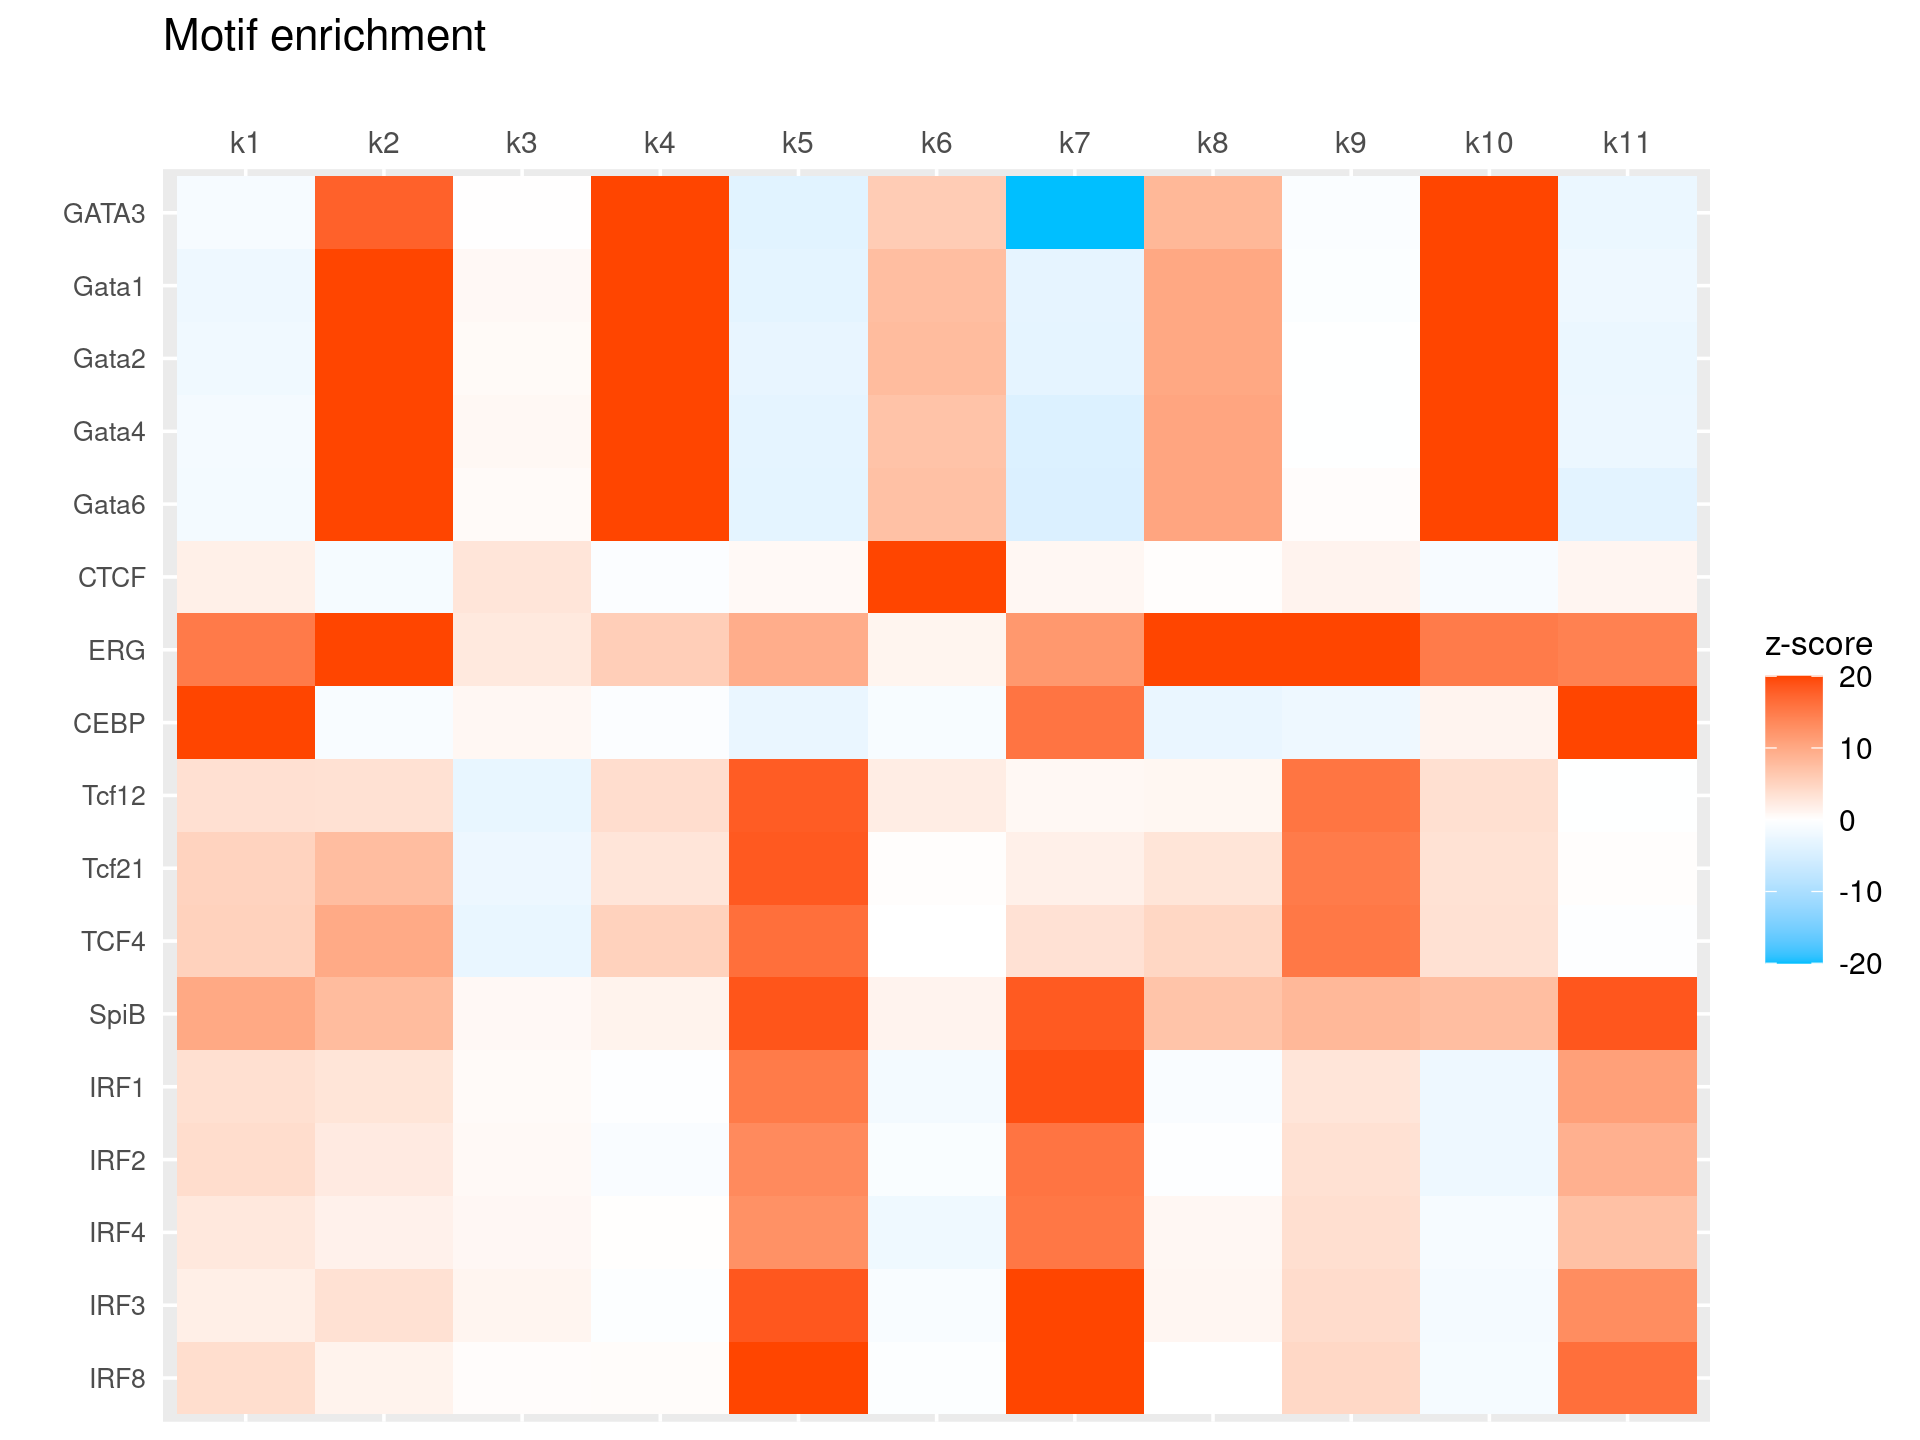 Motif enrichment
k1 k2 k3 k4 k5 k6 k7 k8 k9 k10 k11
GATA3
Gata1
Gata2
Gata4
Gata6
CTCF
ERG
CEBP
Tcf12
Tcf21
TCF4
SpiB
IRF1
IRF2
IRF4
IRF3
IRF8
z-score
20
10
0
-10
-20